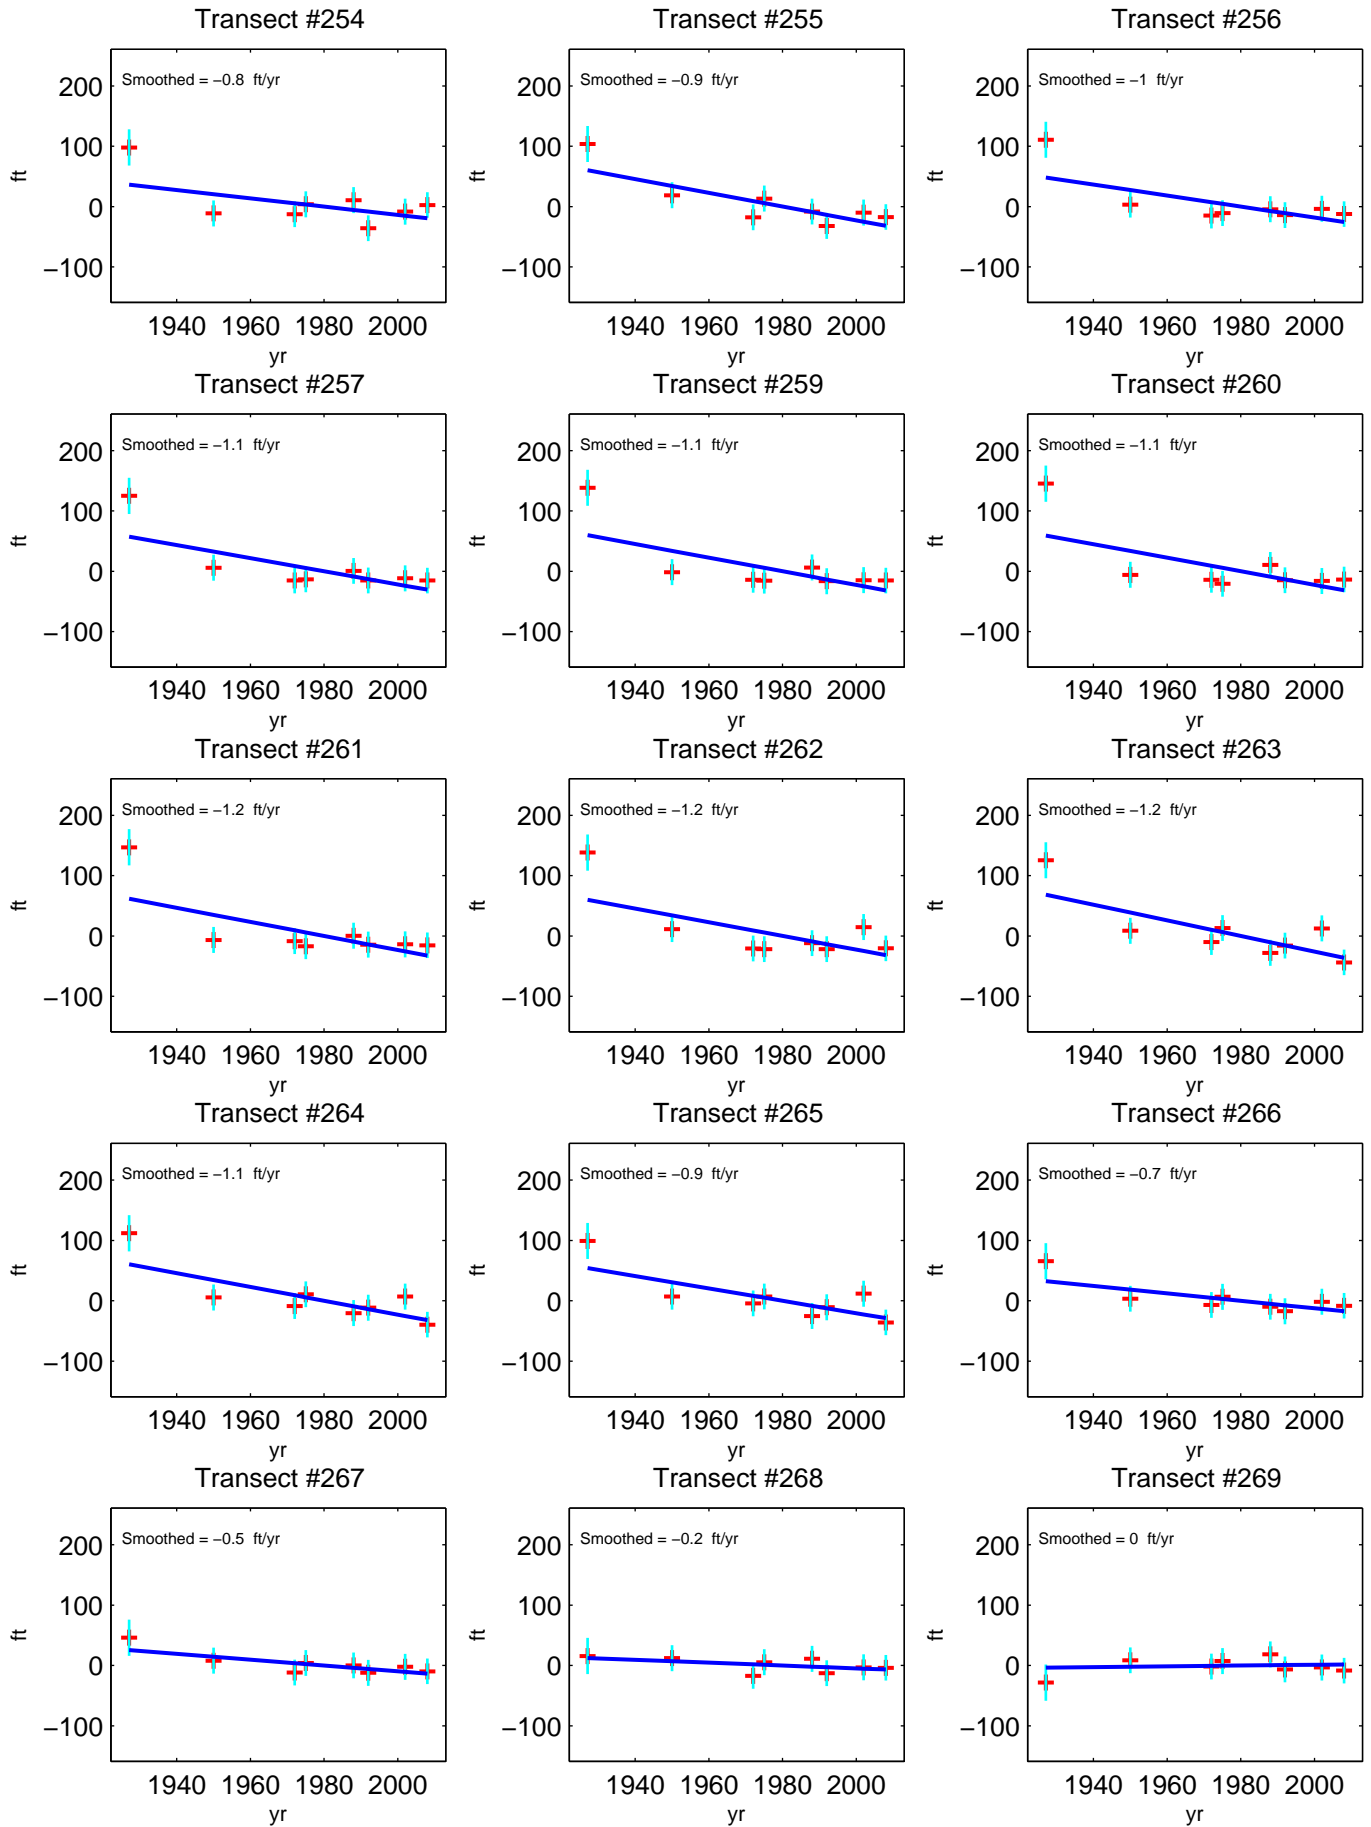 Transect #254 Transect #255 Transect #256
Smoothed = −0.8 ft/yr Smoothed = −0.9 ft/yr Smoothed = −1 ft/yr
200 200 200
100 100 100
ft ft ft
0 0 0
−100 −100 −100
1940 1960 1980 2000 1940 1960 1980 2000 1940 1960 1980 2000
yr yr yr
Transect #257 Transect #259 Transect #260
Smoothed = −1.1 ft/yr Smoothed = −1.1 ft/yr Smoothed = −1.1 ft/yr
200 200 200
100 100 100
ft ft ft
0 0 0
−100 −100 −100
1940 1960 1980 2000 1940 1960 1980 2000 1940 1960 1980 2000
yr yr yr
Transect #261 Transect #262 Transect #263
Smoothed = −1.2 ft/yr Smoothed = −1.2 ft/yr Smoothed = −1.2 ft/yr
200 200 200
100 100 100
ft ft ft
0 0 0
−100 −100 −100
1940 1960 1980 2000 1940 1960 1980 2000 1940 1960 1980 2000
yr yr yr
Transect #264 Transect #265 Transect #266
Smoothed = −1.1 ft/yr Smoothed = −0.9 ft/yr Smoothed = −0.7 ft/yr
200 200 200
100 100 100
ft ft ft
0 0 0
−100 −100 −100
1940 1960 1980 2000 1940 1960 1980 2000 1940 1960 1980 2000
yr yr yr
Transect #267 Transect #268 Transect #269
Smoothed = −0.5 ft/yr Smoothed = −0.2 ft/yr Smoothed = 0 ft/yr
200 200 200
100 100 100
ft ft ft
0 0 0
−100 −100 −100
1940 1960 1980 2000 1940 1960 1980 2000 1940 1960 1980 2000
yr yr yr